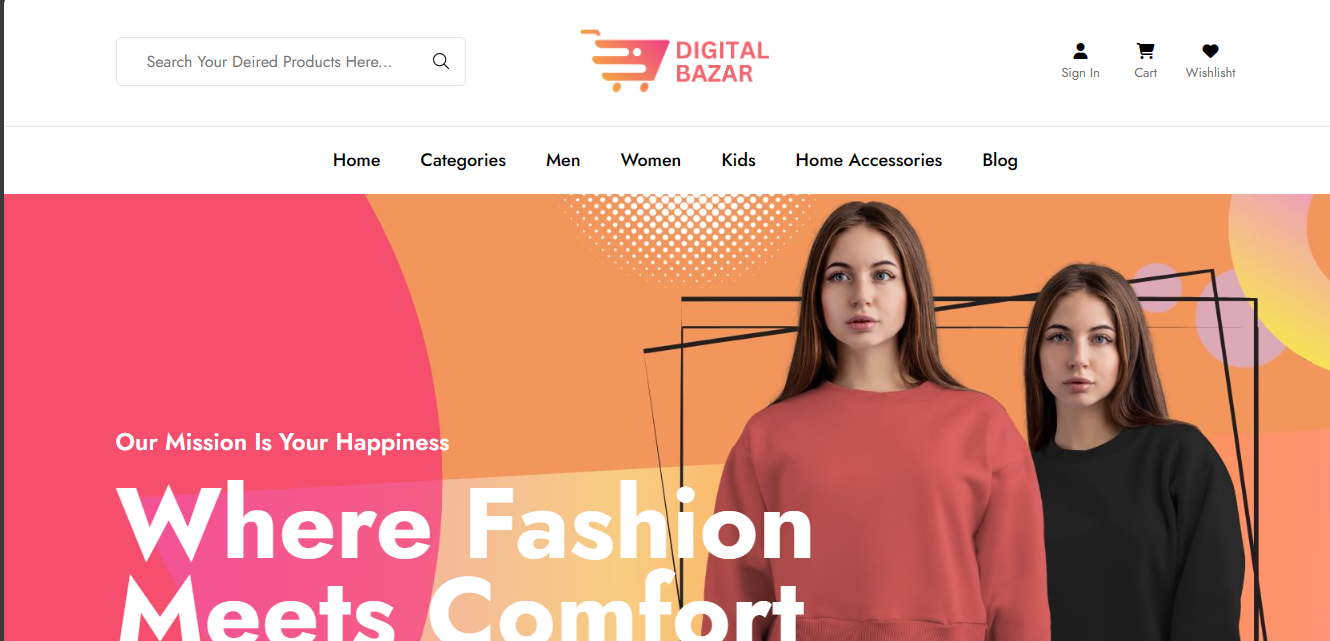 Search Your Deired Products Here...
DIGITAL
BAZAR
Sign In
Cart
Wishlisht
Home
Categories
Men
Women
Kids
Home Accessories
Blog
Our Mission Is Your Happiness
Where Fashion
Meets Comfort